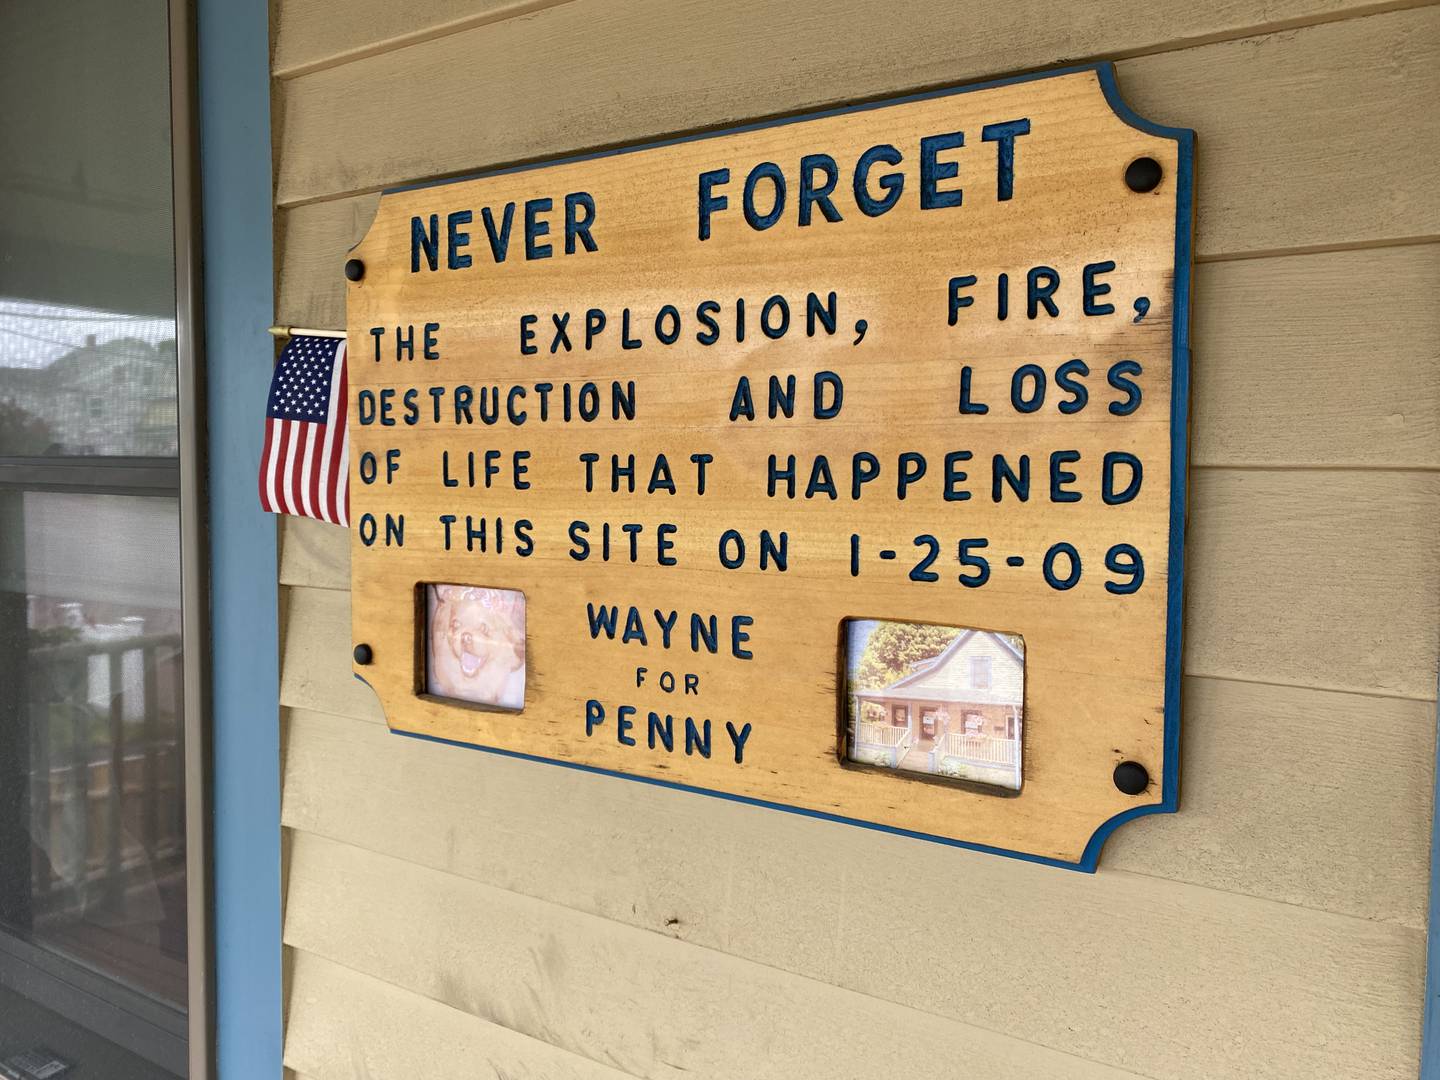 NEVER FORGET
THE EXPLOSION, FIRE,
DESTRUCTION AND LOSS
OF LIFE THAT HAPPENED
ON THIS SITE ON 1-25-09
WAYNE
FOR
PENNY